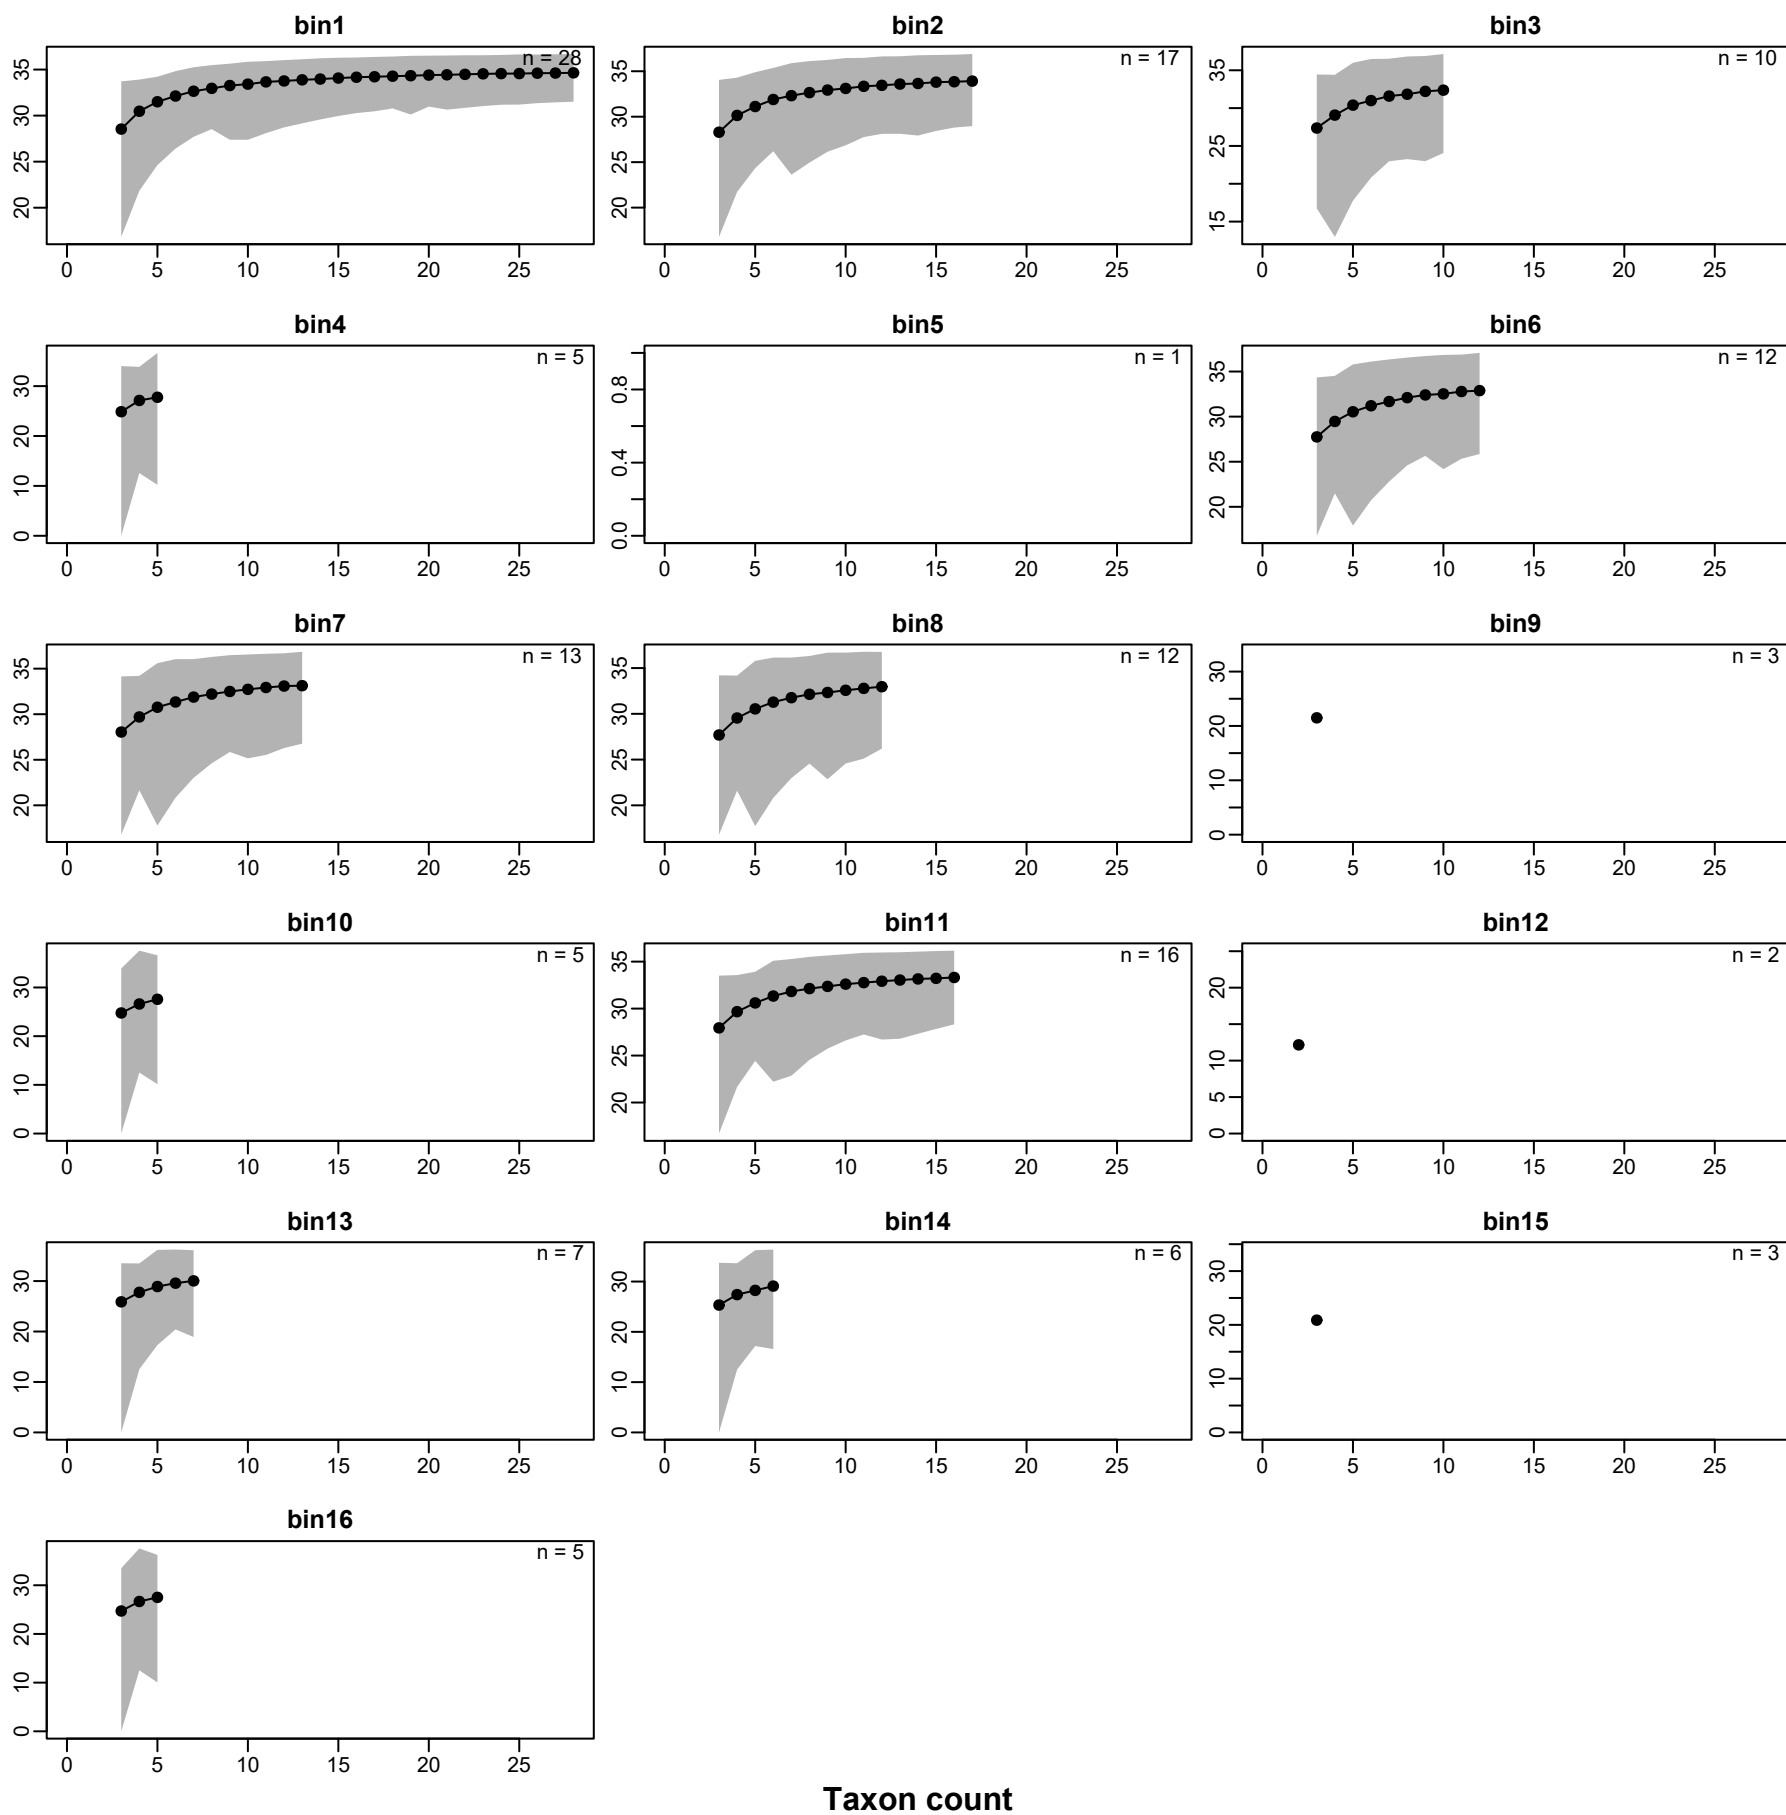 bin1 bin2 bin3
n = 28 n = 17 n = 10
20 25 30 35 20 25 30 35 15 25 35
0 5 10 15 20 25 0 5 10 15 20 25 0 5 10 15 20 25
bin4 bin5 bin6
n = 5 n = 1 n = 12
0 10 20 30 0.0 0.4 0.8 20 25 30 35
0 5 10 15 20 25 0 5 10 15 20 25 0 5 10 15 20 25
bin7 bin8 bin9
n = 13 n = 12 n = 3
20 25 30 35 20 25 30 35 0 10 20 30
0 5 10 15 20 25 0 5 10 15 20 25 0 5 10 15 20 25
bin10 bin11 bin12
n = 5 n = 16 n = 2
0 10 20 30 20 25 30 35 0 5 10 20
0 5 10 15 20 25 0 5 10 15 20 25 0 5 10 15 20 25
bin13 bin14 bin15
n = 7 n = 6 n = 3
0 10 20 30 0 10 20 30 0 10 20 30
0 5 10 15 20 25 0 5 10 15 20 25 0 5 10 15 20 25
bin16
n = 5
0 10 20 30
0 5 10 15 20 25
Taxon count